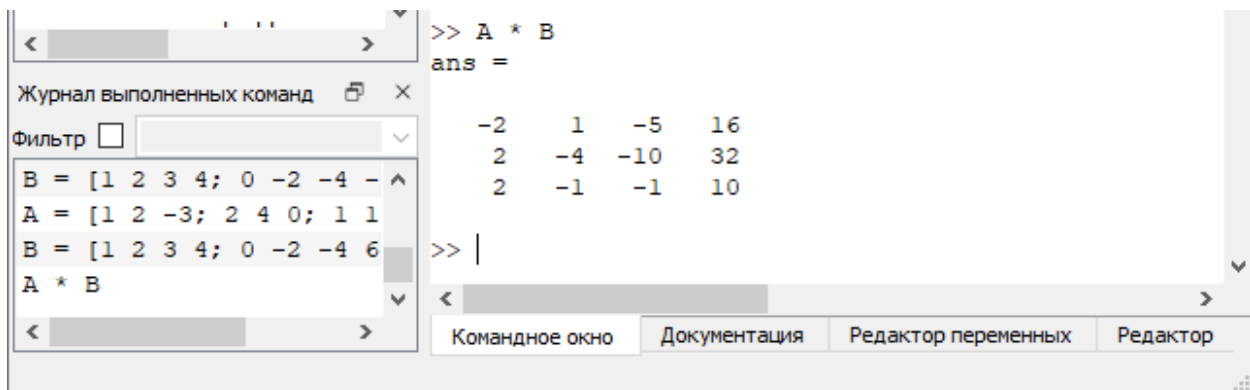 Журнал выполненных команд
Фильтр
B = [1 2 3 4; 0 -2 -4 -
A = [1 2 -3; 2 4 0; 1 1
B = [1 2 3 4; 0 -2 -4 6
A * B
>> A * B
ans =
-2 1 -5 16
2 -4 -10 32
2 -1 -1 10
>>
Командное окно Документация Редактор переменных Редактор